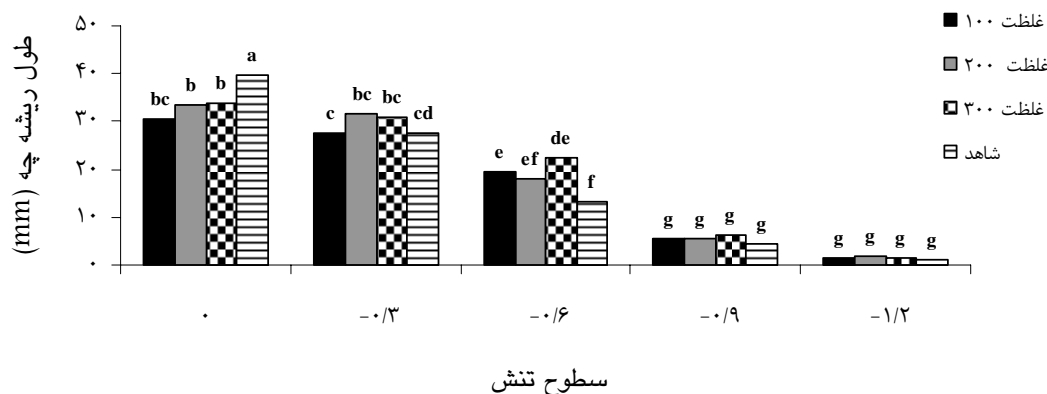 طول ریشه چه (mm)
۵۰
۴۰
۳۰
۲۰
۱۰
۰
bc b b a
c bc bc cd
e ef de f
g g g g
g g g g
۰ -۰/۳ -۰/۶ -۰/۹ -۱/۲
سطوح تنش
غلظت ۱۰۰
غلظت ۲۰۰
غلظت ۳۰۰
شاهد